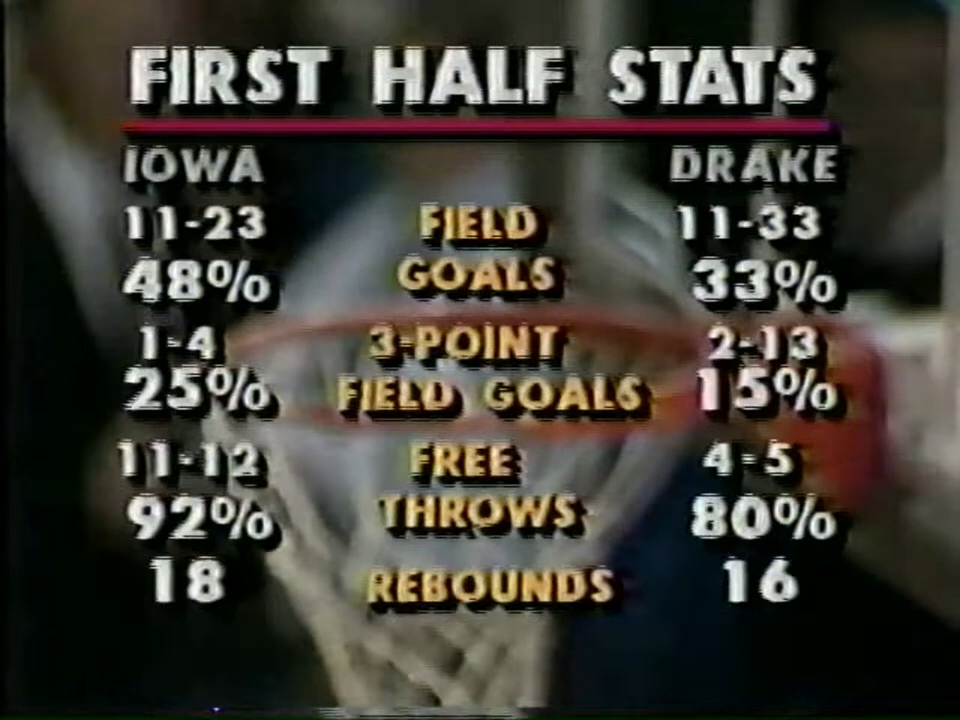 FIRST HALF STATS
IOWA DRAKE
11-23 FIELD 11-33
48% GOALS 33%
1-4 3-POINT 2-13
25% FIELD GOALS 15%
11-12 FREE 4-5
92% THROWS 80%
18 REBOUNDS 16